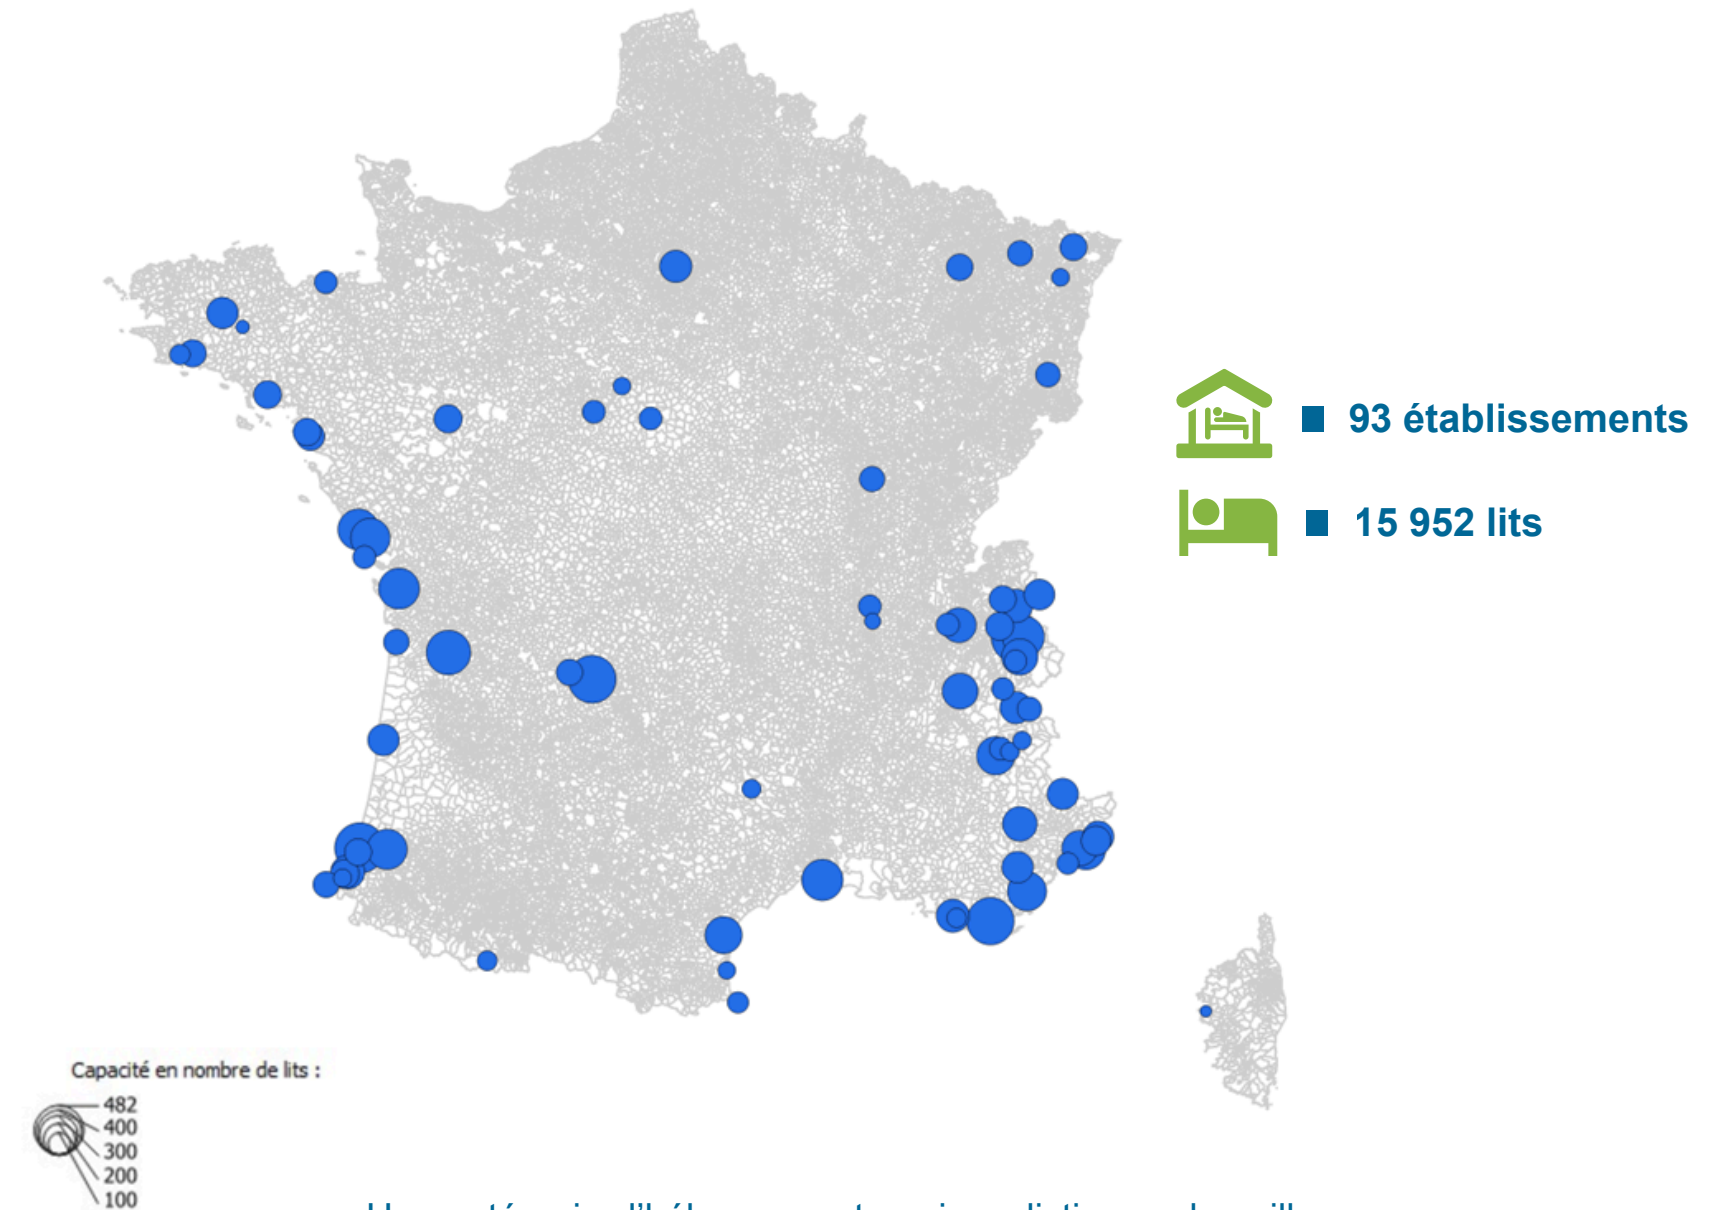 93 établissements
15 952 lits
Capacité en nombre de lits :
482
400
300
200
100